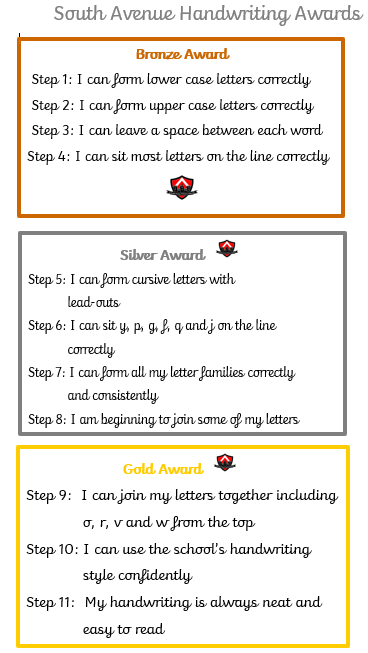 South Avenue Handwriting Awards
Bronze Award
Step 1: I can form lower case letters correctly
Step 2: I can form upper case letters correctly
Step 3: I can leave a space between each word
Step 4: I can sit most letters on the line correctly
Silver Award
Step 5: I can form cursive letters with
lead-outs
Step 6: I can sit y, p, g, f, q and j on the line
correctly
Step 7: I can form all my letter families correctly
and consistently
Step 8: I am beginning to join some of my letters
Gold Award
Step 9: I can join my letters together including
o, r, v and w from the top
Step 10: I can use the school's handwriting
style confidently
Step 11: My handwriting is always neat and
easy to read